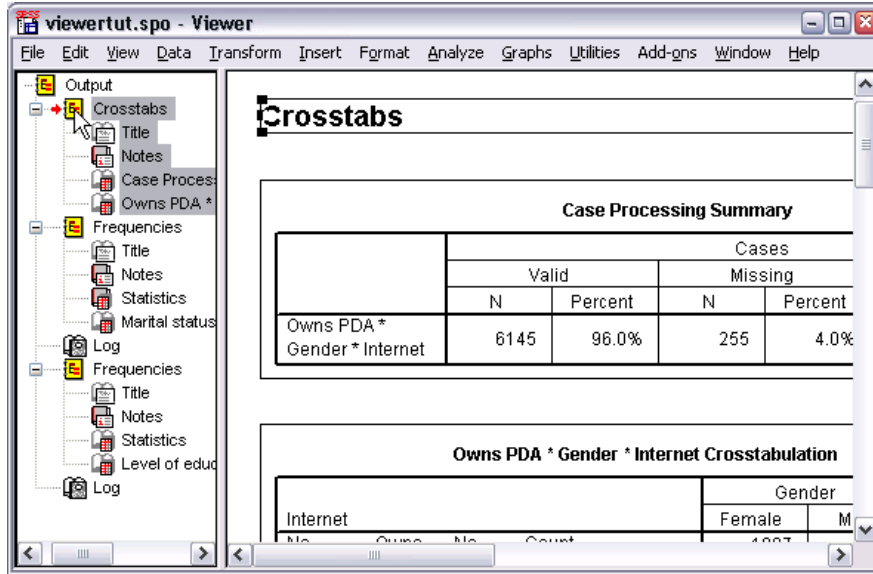 viewertut.spo - Viewer
File Edit View Data Transform Insert Format Analyze Graphs Utilities Add-ons Window Help
Output
Crosstabs
Title
Notes
Case Proces
Owns PDA *
Frequencies
Title
Notes
Statistics
Marital status
Log
Frequencies
Title
Notes
Statistics
Level of educ
Log
Crosstabs
Case Processing Summary
Cases
Valid Missing
N Percent N Percent
Owns PDA * 6145 96.0% 255 4.0%
Gender * Internet
Owns PDA * Gender * Internet Crosstabulation
Gender
Internet Female M